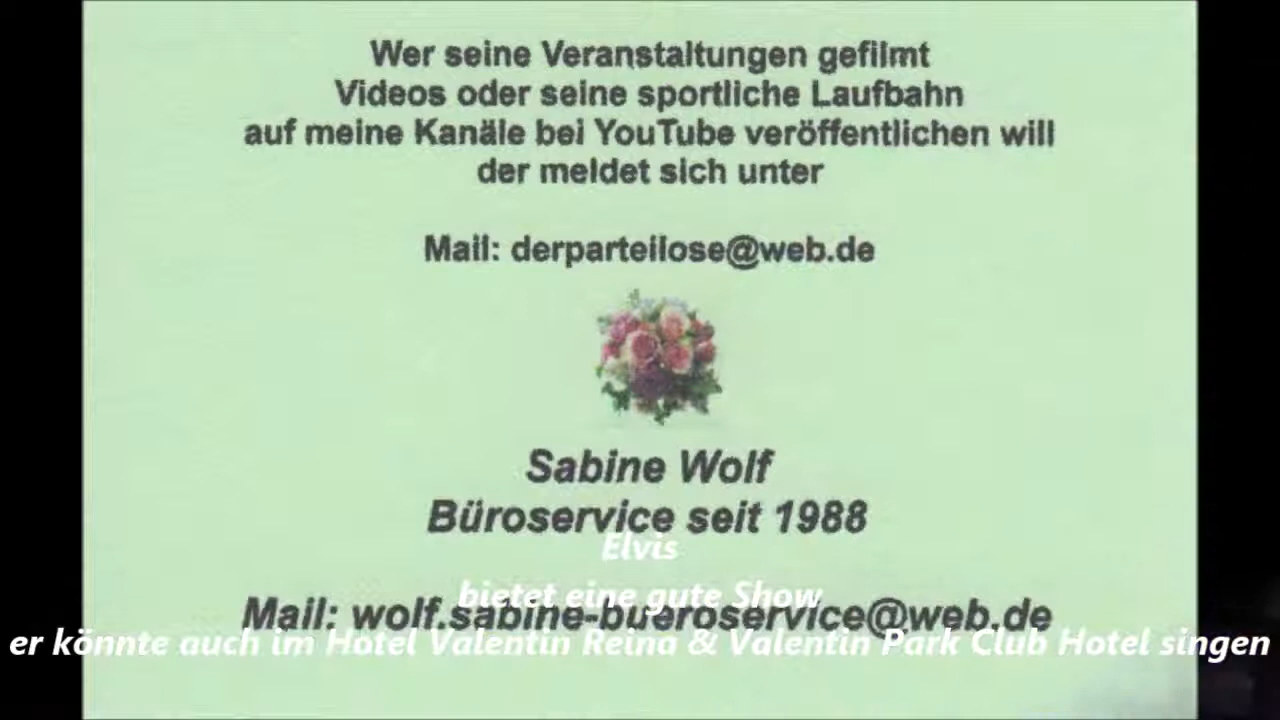 Wer seine Veranstaltungen gefilmt
Videos oder seine sportliche Laufbahn
auf meine Kanäle bei YouTube veröffentlichen will
der meldet sich unter
Mail: derparteilose@web.de
Sabine Wolf
Büroservice seit 1988
Elvis
bietet eine gute Show
Mail: wolf.sabine-bueroservice@web.de
er könnte auch im Hotel Valentin Reina & Valentin Park Club Hotel singen